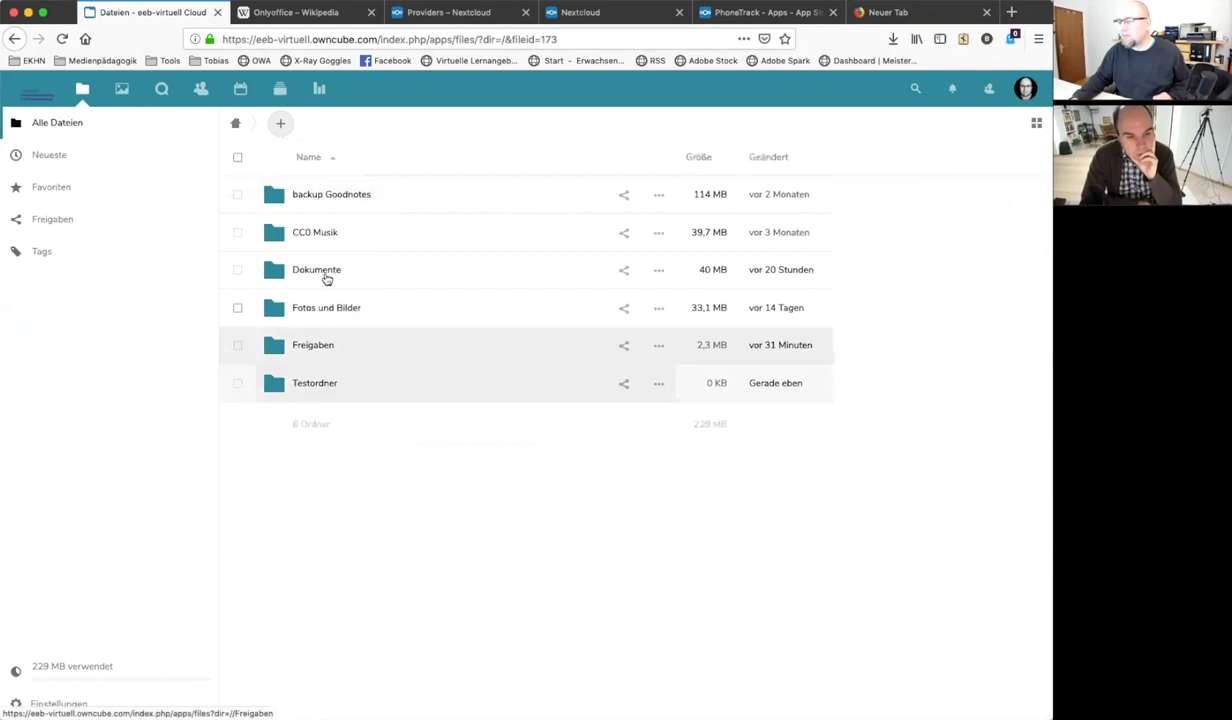 Dateien - eeb-virtuell Cloud
Onlyoffice – Wikipedia
Providers – Nextcloud
Nextcloud
PhoneTrack - Apps - App Sto
Neuer Tab
https://eeb-virtuell.owncube.com/index.php/apps/files/?dir=/&fileid=173
0
EKHN
Medienpädagogik
Tools
Tobias
OWA
X-Ray Goggles
Facebook
Virtuelle Lernangeb…
Start - Erwachsen…
RSS
Adobe Stock
Adobe Spark
Dashboard | Meister…
Alle Dateien
Neueste
Favoriten
Freigaben
Tags
Name
Größe
Geändert
backup Goodnotes
114 MB
vor 2 Monaten
CC0 Musik
39,7 MB
vor 3 Monaten
Dokumente
40 MB
vor 20 Stunden
Fotos und Bilder
33,1 MB
vor 14 Tagen
Freigaben
2,3 MB
vor 31 Minuten
Testordner
0 KB
Gerade eben
6 Ordner
229 MB
229 MB verwendet
Einstellungen
https://eeb-virtuell.owncube.com/index.php/apps/files?dir=//Freigaben